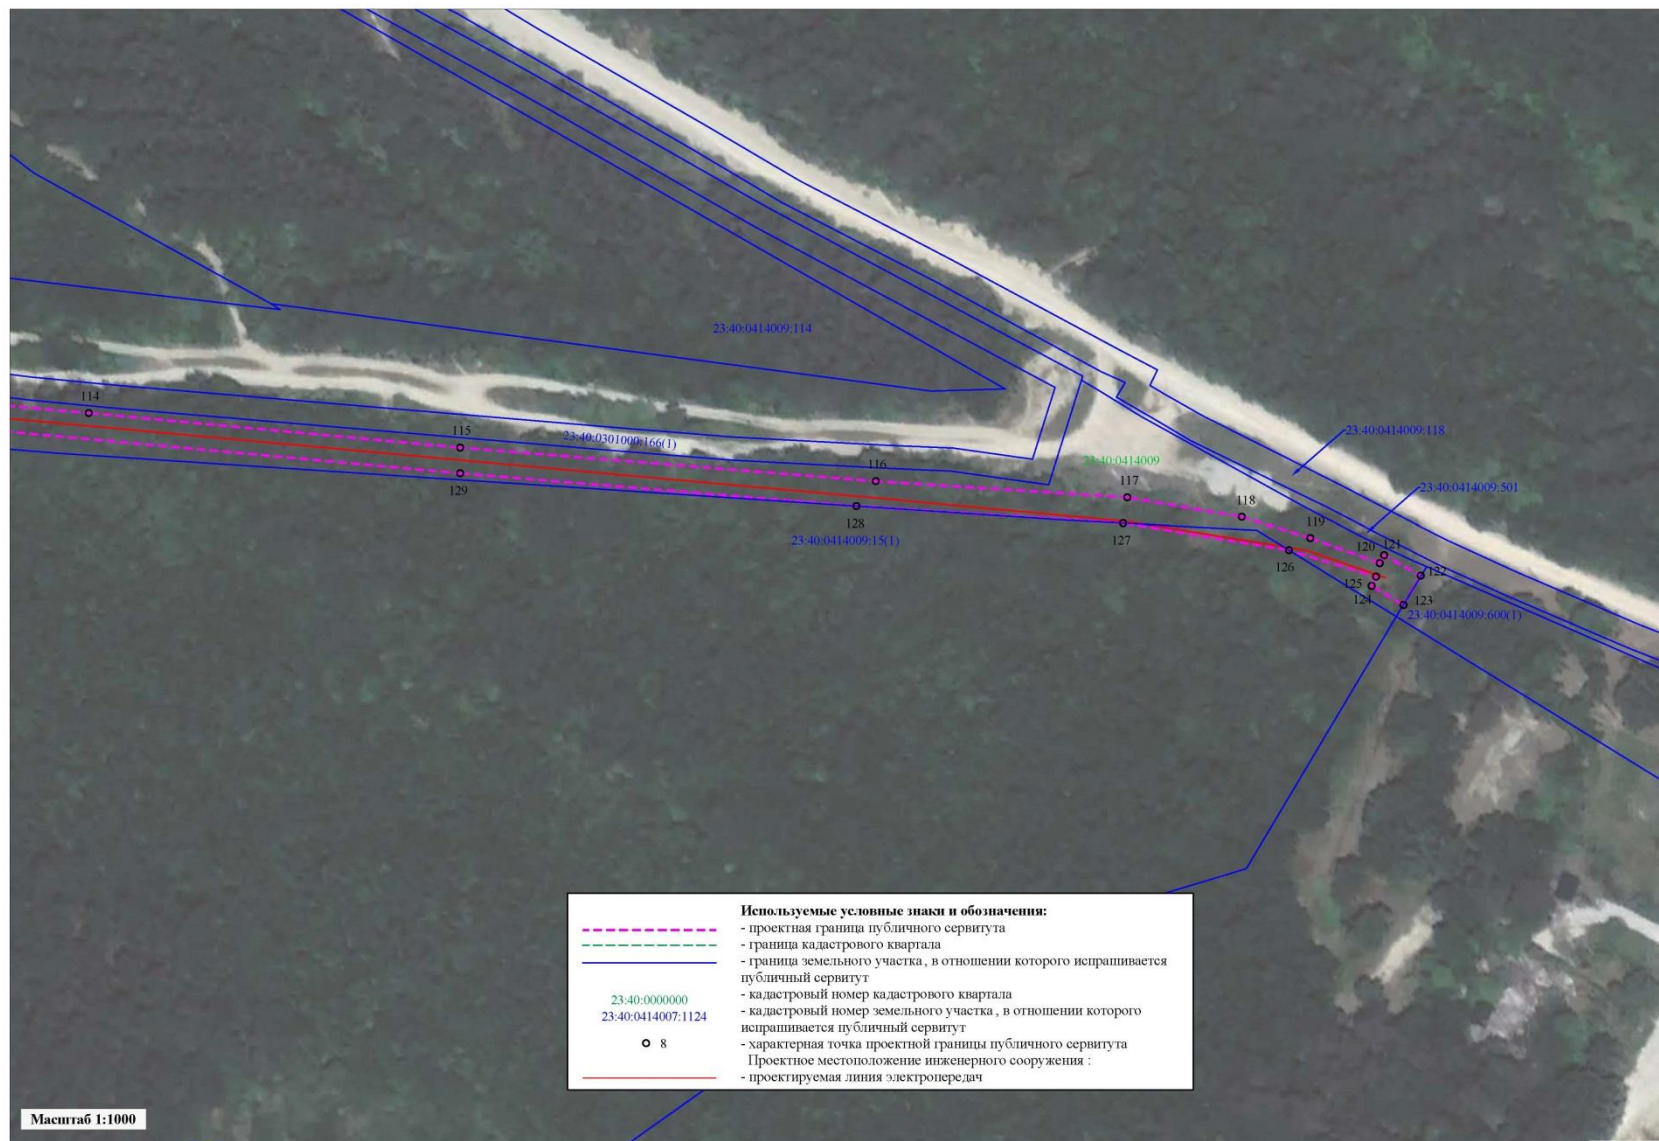 23:40:0414009:114
114
23:40:0414009:118
115
23:40:0301000:166(1)
23:40:0414009
116
129
23:40:0414009:501
117
118
128
119
127
23:40:0414009:15(1)
120
121
126
122
125
124
123
23:40:0414009:600(1)
Используемые условные знаки и обозначения:
- проектная граница публичного сервитута
- граница кадастрового квартала
- граница земельного участка, в отношении которого испрашивается
публичный сервитут
23:40:0000000
- кадастровый номер кадастрового квартала
23:40:0414007:1124
- кадастровый номер земельного участка, в отношении которого
испрашивается публичный сервитут
8
- характерная точка проектной границы публичного сервитута
Проектное местоположение инженерного сооружения :
- проектируемая линия электропередач
Масштаб 1:1000